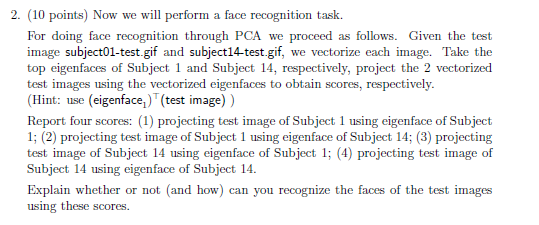 2. (10 points) Now we will perform a face recognition task.
For doing face recognition through PCA we proceed as follows. Given the test
image subject01-test.gif and subject14-test.gif, we vectorize each image. Take the
top eigenfaces of Subject 1 and Subject 14, respectively, project the 2 vectorized
test images using the vectorized eigenfaces to obtain scores, respectively.
(Hint: use (eigenface₁)ᵀ(test image) )
Report four scores: (1) projecting test image of Subject 1 using eigenface of Subject
1; (2) projecting test image of Subject 1 using eigenface of Subject 14; (3) projecting
test image of Subject 14 using eigenface of Subject 1; (4) projecting test image of
Subject 14 using eigenface of Subject 14.
Explain whether or not (and how) can you recognize the faces of the test images
using these scores.